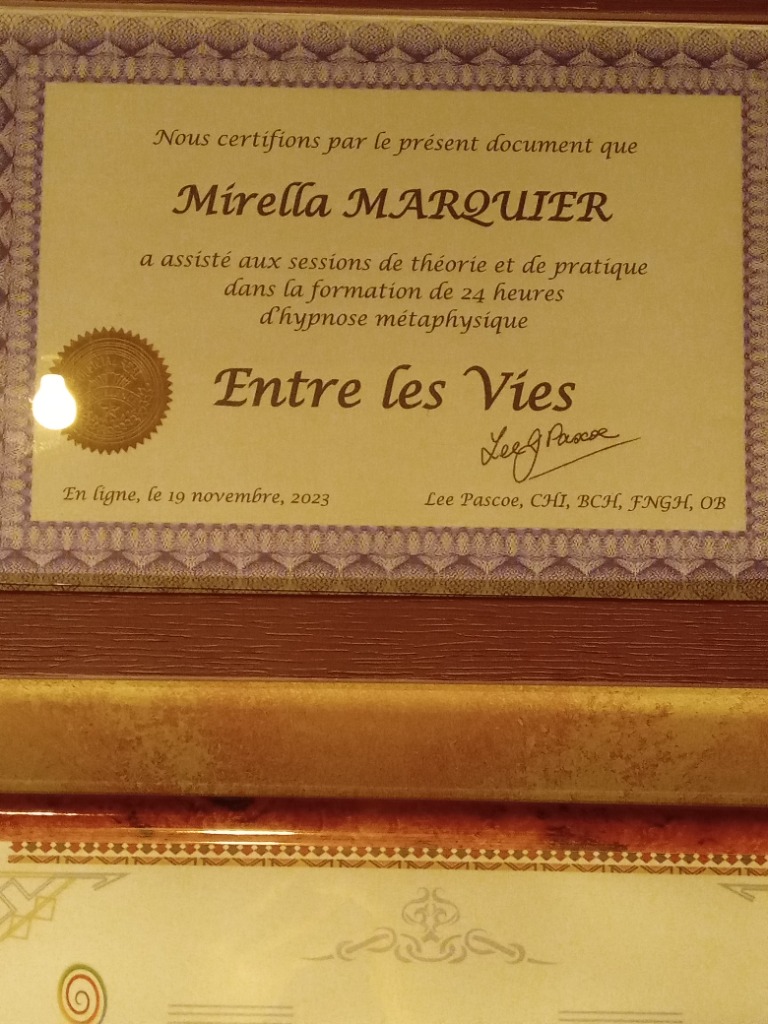 Nous certifions par le présent document que
Mirella MARQUIER
a assisté aux sessions de théorie et de pratique
dans la formation de 24 heures
d'hypnose métaphysique
Entre les Vies
Lee J Pascoe
En ligne, le 19 novembre, 2023
Lee Pascoe, CHI, BCH, FNGH, OB